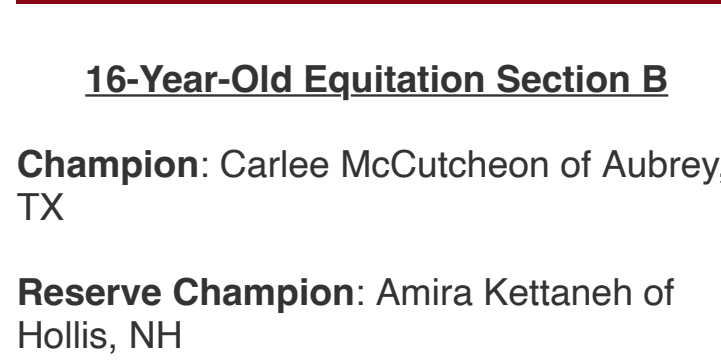 16-Year-Old Equitation Section B
Champion: Carlee McCutcheon of Aubrey,
TX
Reserve Champion: Amira Kettaneh of
Hollis, NH